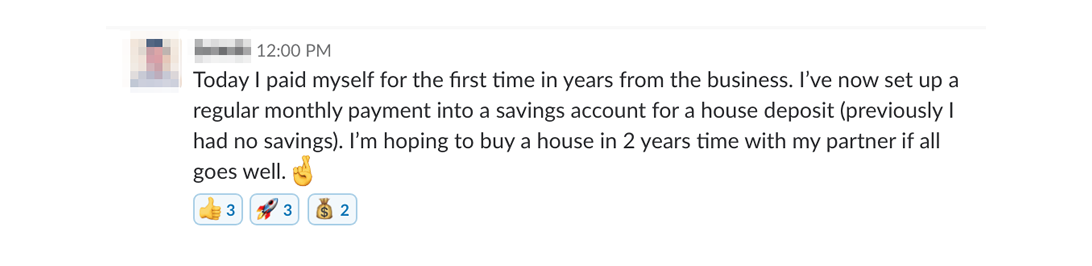 12:00 PM
Today I paid myself for the first time in years from the business. I’ve now set up a
regular monthly payment into a savings account for a house deposit (previously I
had no savings). I’m hoping to buy a house in 2 years time with my partner if all
goes well. 🤞
👍 3 🚀 3 💰 2